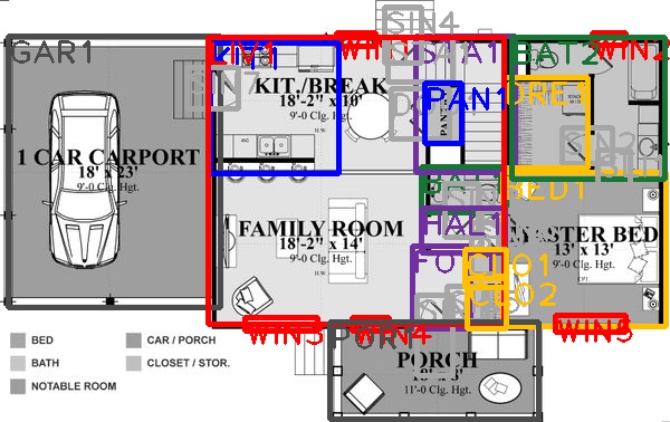 SIN4
GAR1
LIV1
WIN1
STA1
BAT2
WIN2
KIT./BREAK
18'-2" x 10'
9'-0 Clg. Hgt.
H.W.
PAN1
DRE1
1 CAR CARPORT
18' x 23'
9'-0 Clg. Hgt.
SIN2
BED1
HAL1
FAMILY ROOM
18'-2" x 14'
9'-0 Clg. Hgt.
H.W.
MASTER BED
13' x 13'
9'-0 Clg. Hgt.
CLO1
CLO2
WIN3
WIN4
WIN5
POR1
BED
BATH
NOTABLE ROOM
CAR / PORCH
CLOSET / STOR.
PORCH
11'-0 Clg. Hgt.